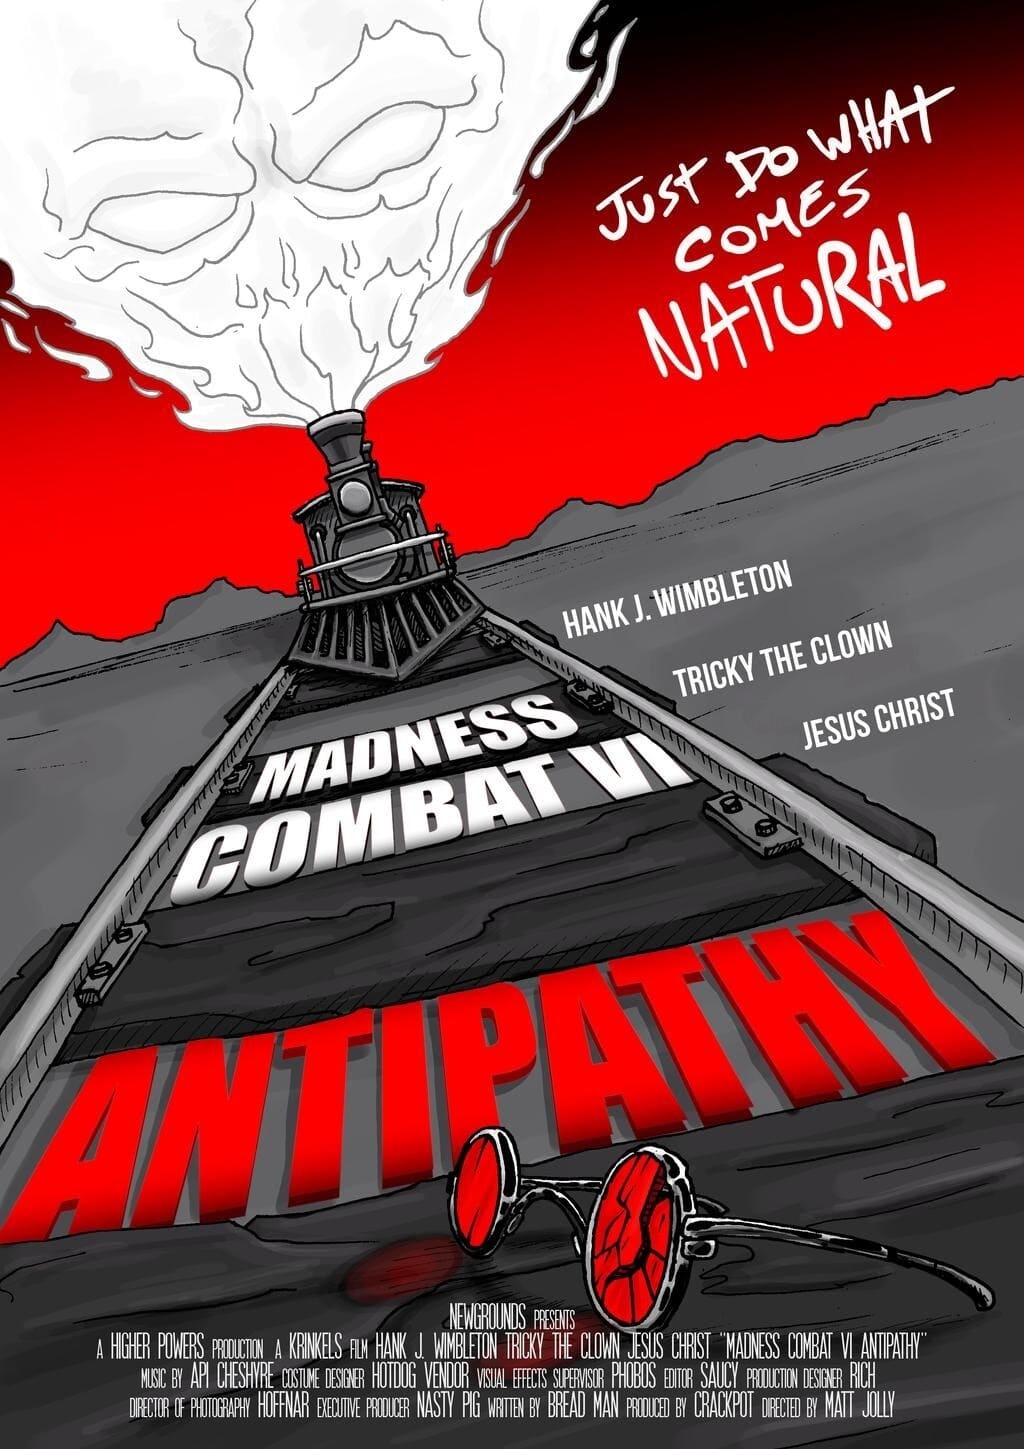 JUST DO WHAT
COMES
NATURAL
HANK J. WIMBLETON
TRICKY THE CLOWN
JESUS CHRIST
MADNESS
COMBAT VI
ANTIPATHY
NEWGROUNDS PRESENTS
A HIGHER POWERS PRODUCTION A KRINKELS FILM HANK J. WIMBLETON TRICKY THE CLOWN JESUS CHRIST "MADNESS COMBAT VI ANTIPATHY"
MUSIC BY API CHESHYRE COSTUME DESIGNER HOTDOG VENDOR VISUAL EFFECTS SUPERVISOR PHOBOS EDITOR SAUCY PRODUCTION DESIGNER RICH
DIRECTOR OF PHOTOGRAPHY HOFFNAR EXECUTIVE PRODUCER NASTY PIG WRITTEN BY BREAD MAN PRODUCED BY CRACKPOT DIRECTED BY MATT JOLLY